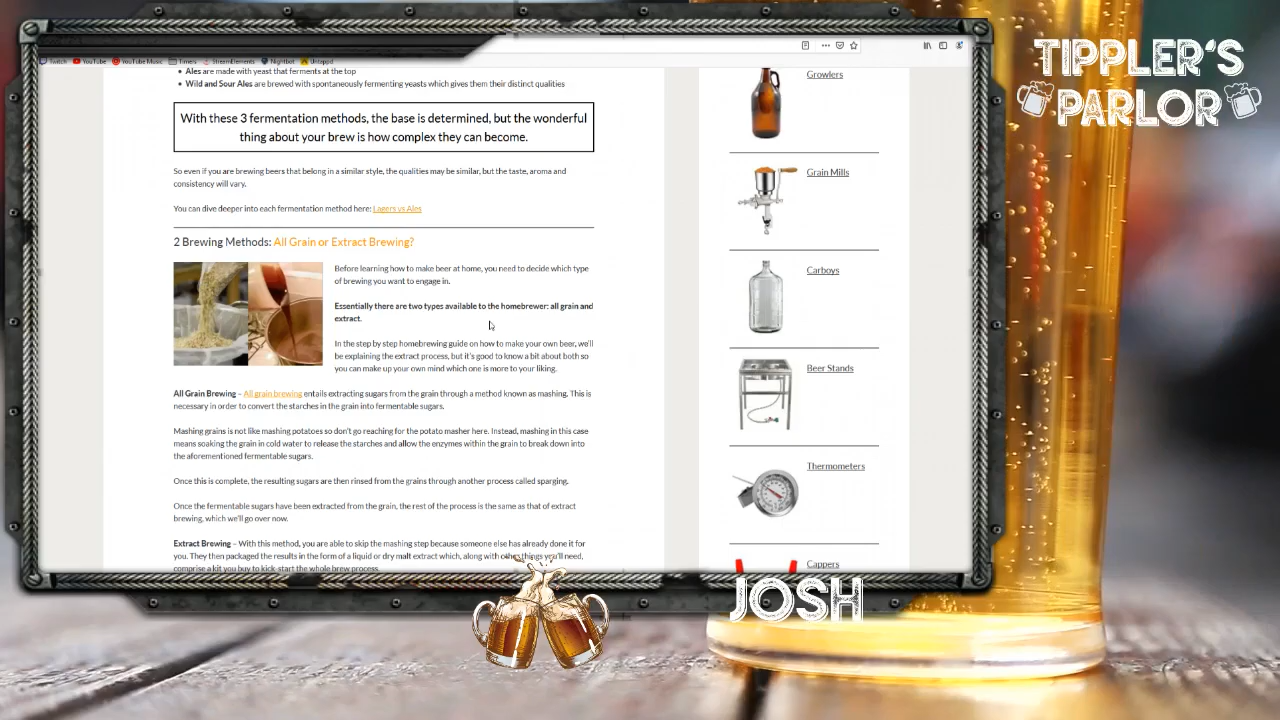 TIPPLER'S
PARLOR
Twitch YouTube YouTube Music Timers StreamElements Nightbot Untappd
Ales are made with yeast that ferments at the top
Wild and Sour Ales are brewed with spontaneously fermenting yeasts which gives them their distinct qualities
With these 3 fermentation methods, the base is determined, but the wonderful
thing about your brew is how complex they can become.
So even if you are brewing beers that belong in a similar style, the qualities may be similar, but the taste, aroma and
consistency will vary.
You can dive deeper into each fermentation method here: Lagers vs Ales
2 Brewing Methods: All Grain or Extract Brewing?
Before learning how to make beer at home, you need to decide which type
of brewing you want to engage in.
Essentially there are two types available to the homebrewer: all grain and
extract.
In the step by step homebrewing guide on how to make your own beer, we'll
be explaining the extract process, but it's good to know a bit about both so
you can make up your own mind which one is more to your liking.
All Grain Brewing – All grain brewing entails extracting sugars from the grain through a method known as mashing. This is
necessary in order to convert the starches in the grain into fermentable sugars.
Mashing grains is not like mashing potatoes so don't go reaching for the potato masher here. Instead, mashing in this case
means soaking the grain in cold water to release the starches and allow the enzymes within the grain to break down into
the aforementioned fermentable sugars.
Once this is complete, the resulting sugars are then rinsed from the grains through another process called sparging.
Once the fermentable sugars have been extracted from the grain, the rest of the process is the same as that of extract
brewing, which we'll go over now.
Extract Brewing – With this method, you are able to skip the mashing step because someone else has already done it for
you. They then packaged the results in the form of a liquid or dry malt extract which, along with other things you'll need,
comprise a kit you buy to kick-start the whole brew process.
Growlers
Grain Mills
Carboys
Beer Stands
Thermometers
Cappers
JOSH